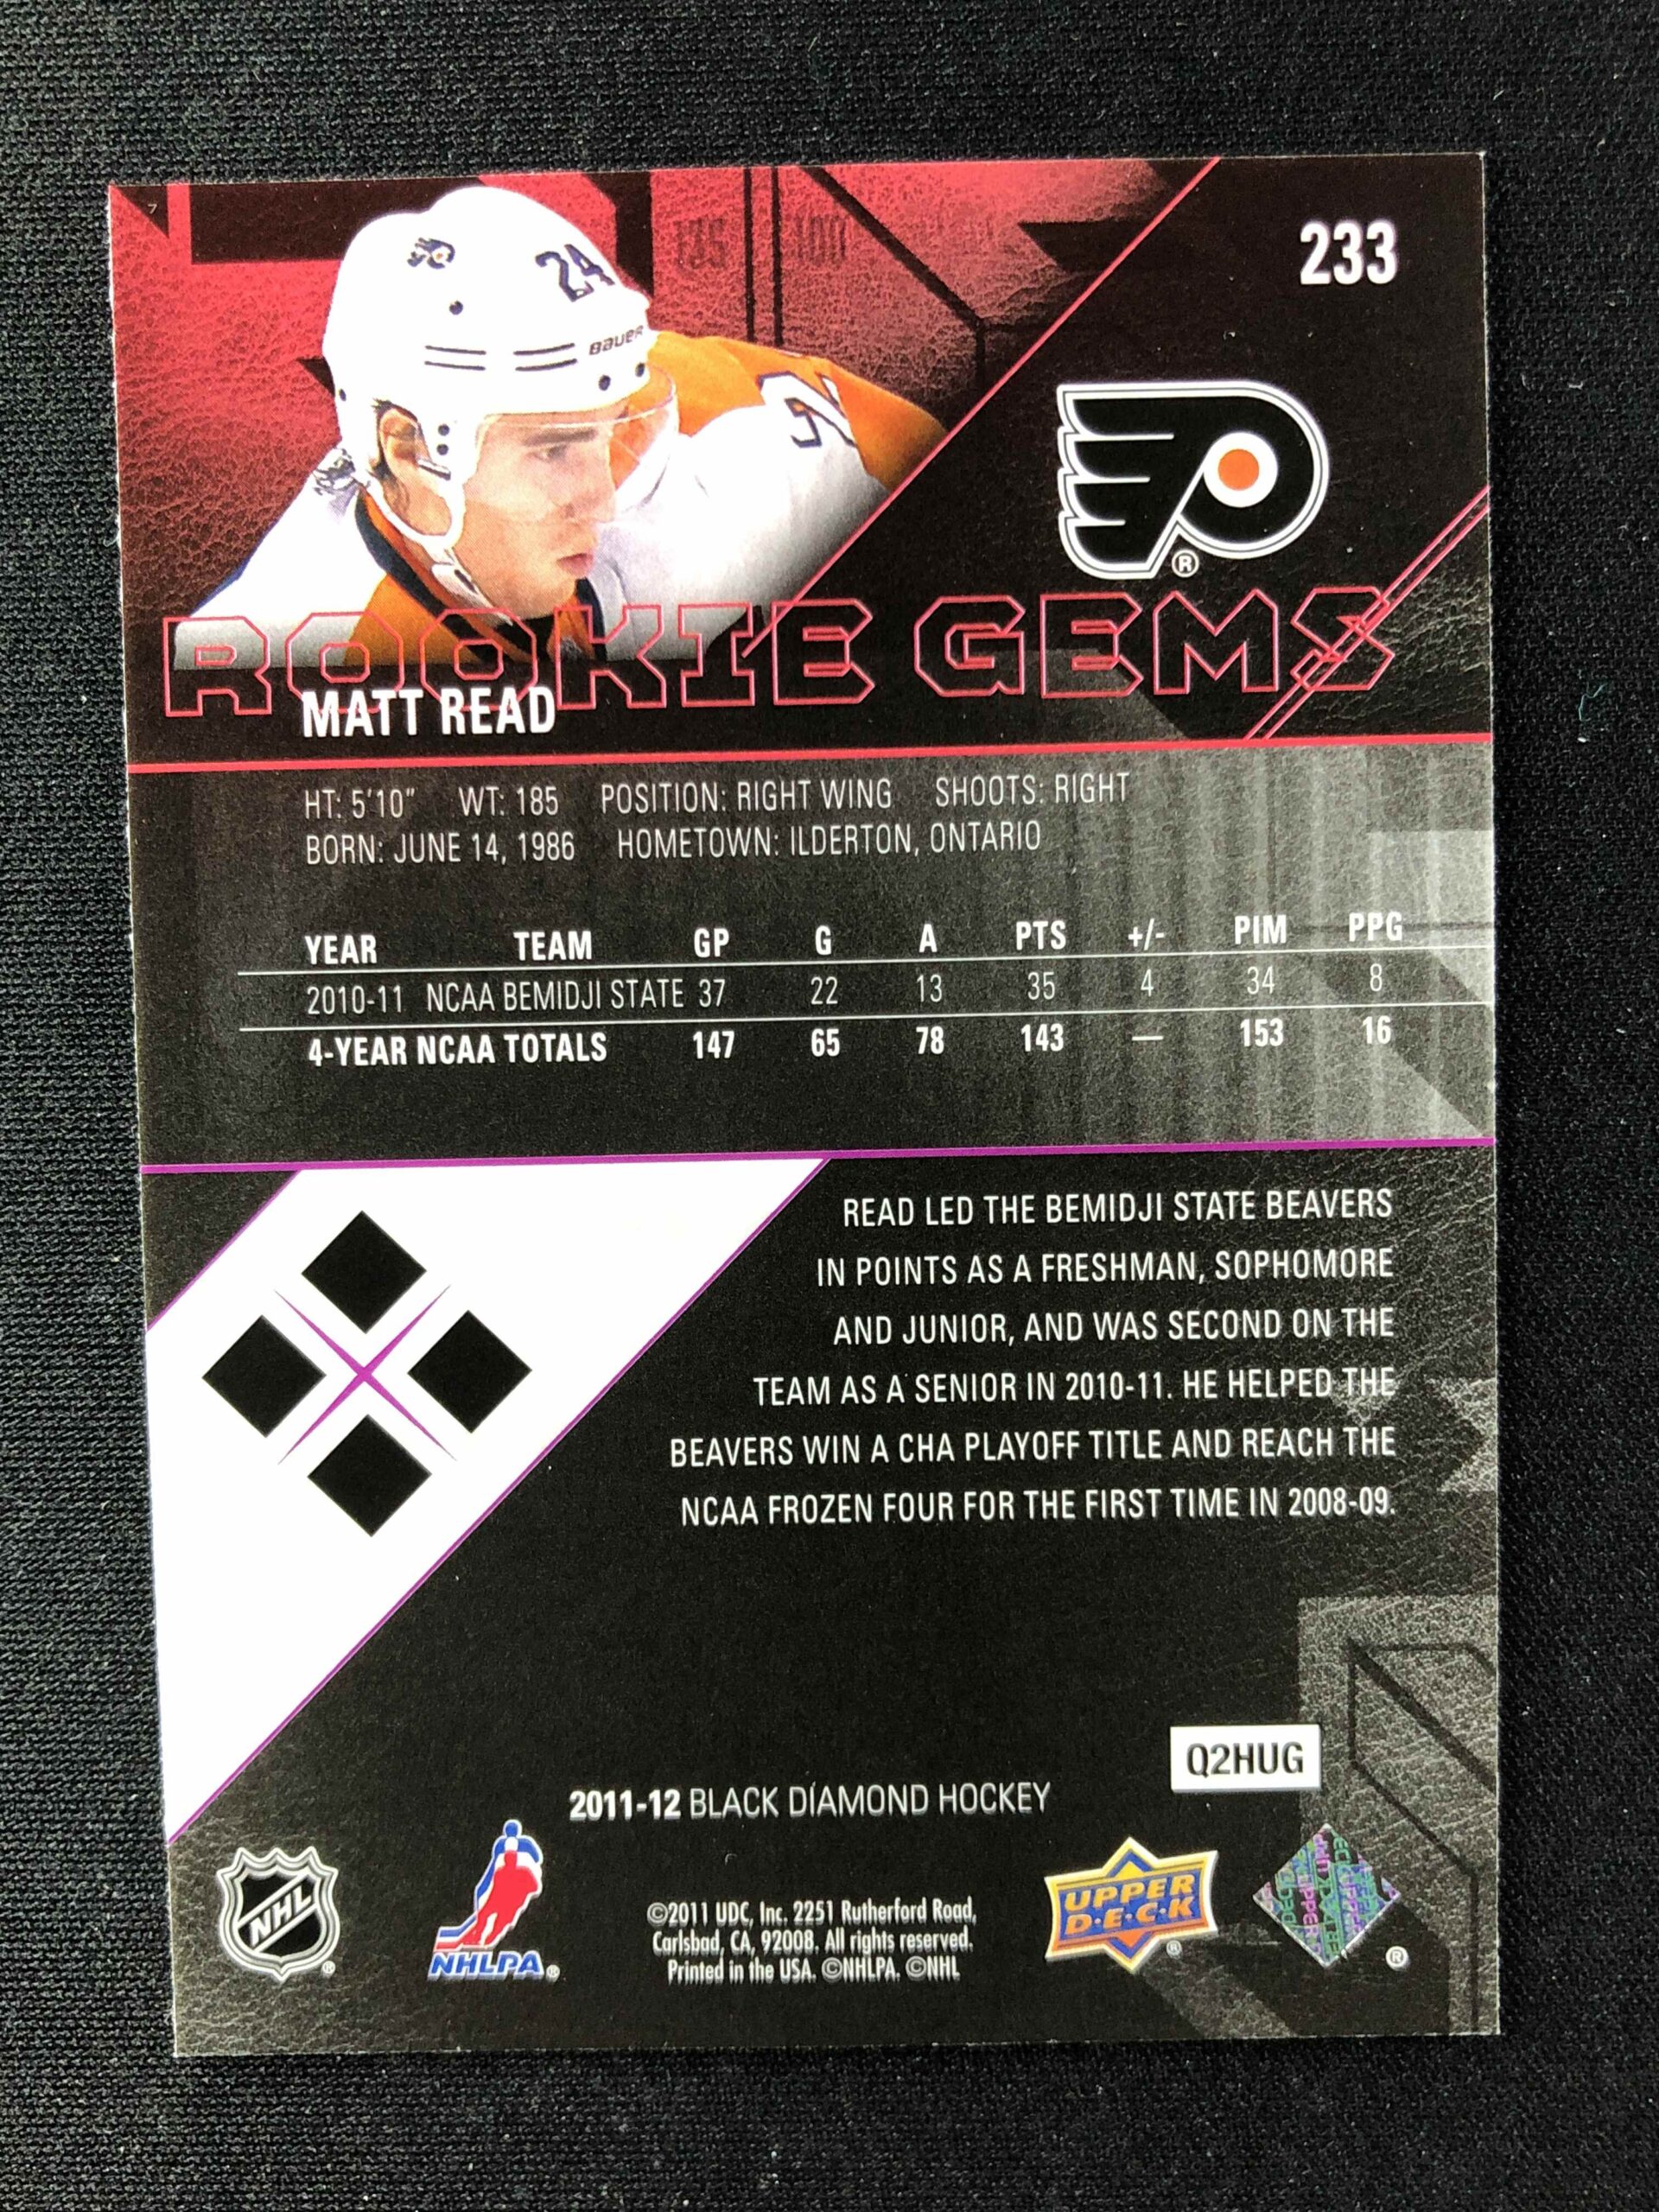 7
233
24
BAUER
ROOKIE GEMS
MATT READ
HT: 5'10" WT: 185 POSITION: RIGHT WING SHOOTS: RIGHT
BORN: JUNE 14, 1986 HOMETOWN: ILDERTON, ONTARIO
YEAR TEAM GP G A PTS +/- PIM PPG
2010-11 NCAA BEMIDJI STATE 37 22 13 35 4 34 8
4-YEAR NCAA TOTALS 147 65 78 143 — 153 16
READ LED THE BEMIDJI STATE BEAVERS
IN POINTS AS A FRESHMAN, SOPHOMORE
AND JUNIOR, AND WAS SECOND ON THE
TEAM AS A SENIOR IN 2010-11. HE HELPED THE
BEAVERS WIN A CHA PLAYOFF TITLE AND REACH THE
NCAA FROZEN FOUR FOR THE FIRST TIME IN 2008-09.
Q2HUG
2011-12 BLACK DIAMOND HOCKEY
NHL ®
NHLPA ®
©2011 UDC, Inc. 2251 Rutherford Road,
Carlsbad, CA, 92008. All rights reserved.
Printed in the USA. ©NHLPA. ©NHL
UPPER
D·E·C·K ®
®